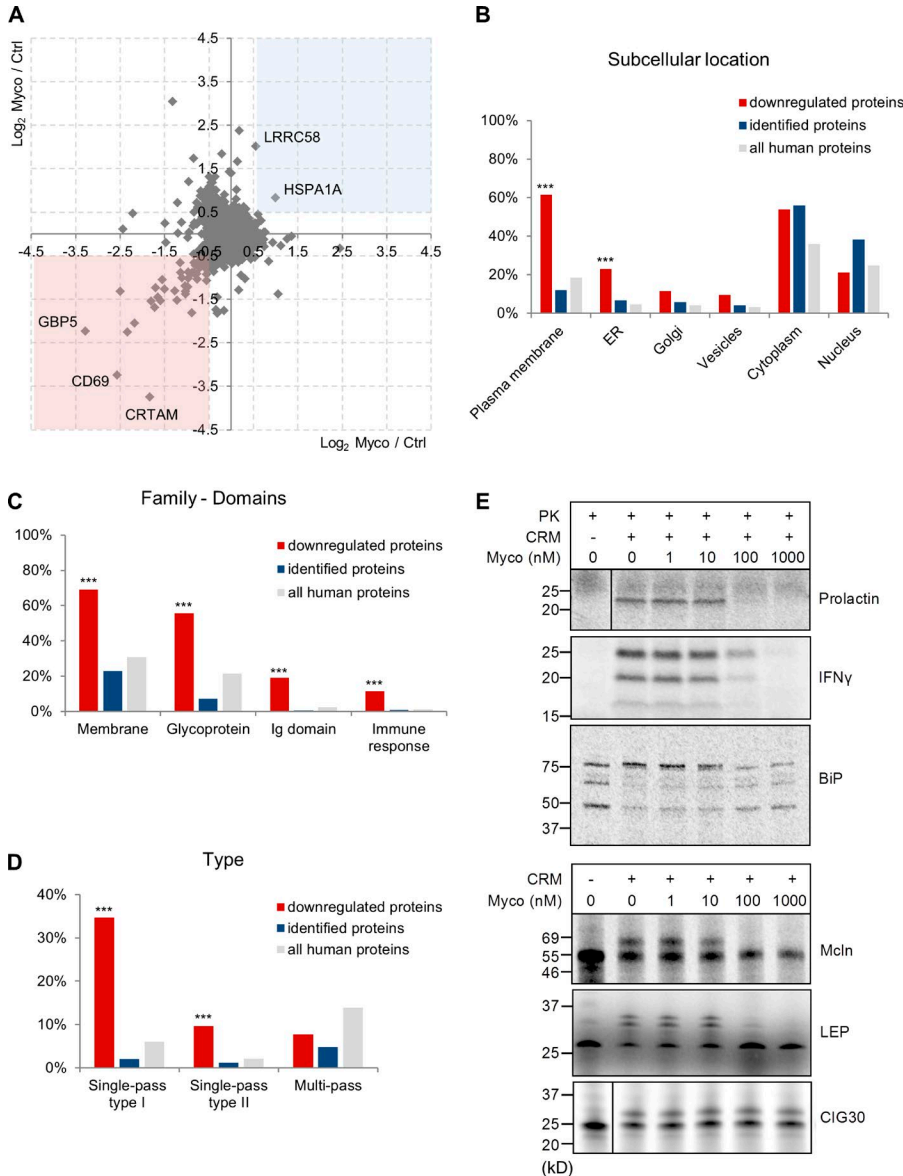 A
Log2 Myco / Ctrl
4.5
3.5
2.5
1.5
0.5
-4.5 -3.5 -2.5 -1.5 -0.5 0.5 1.5 2.5 3.5 4.5
-0.5
-1.5
-2.5
-3.5
-4.5
LRRC58
HSPA1A
GBP5
CD69
CRTAM
Log2 Myco / Ctrl
B
Subcellular location
downregulated proteins
identified proteins
all human proteins
100%
80%
60%
40%
20%
0%
***
***
Plasma membrane
ER
Golgi
Vesicles
Cytoplasm
Nucleus
C
Family - Domains
downregulated proteins
identified proteins
all human proteins
100%
80%
60%
40%
20%
0%
*** *** *** ***
Membrane Glycoprotein Ig domain Immune
response
D
Type
downregulated proteins
identified proteins
all human proteins
40%
30%
20%
10%
0%
***
***
Single-pass Single-pass Multi-pass
type I type II
E
PK + + + + + +
CRM - + + + + +
Myco (nM) 0 0 1 10 100 1000
25
20
Prolactin
25
20
15
IFNγ
75
50
37
BiP
CRM - + + + + +
Myco (nM) 0 0 1 10 100 1000
69
55
46
Mcln
37
25
LEP
37
25
20
CIG30
(kD)